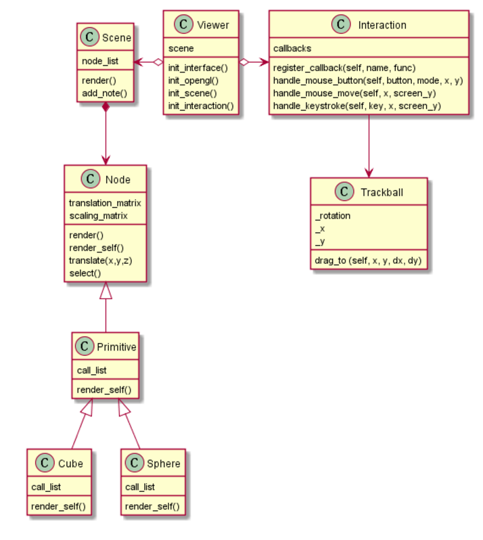 C Scene
node_list
render()
add_note()
C Viewer
scene
init_interface()
init_opengl()
init_scene()
init_interaction()
C Interaction
callbacks
register_callback(self, name, func)
handle_mouse_button(self, button, mode, x, y)
handle_mouse_move(self, x, screen_y)
handle_keystroke(self, key, x, screen_y)
C Node
translation_matrix
scaling_matrix
render()
render_self()
translate(x,y,z)
select()
C Trackball
_rotation
_x
_y
drag_to (self, x, y, dx, dy)
C Primitive
call_list
render_self()
C Cube
call_list
render_self()
C Sphere
call_list
render_self()